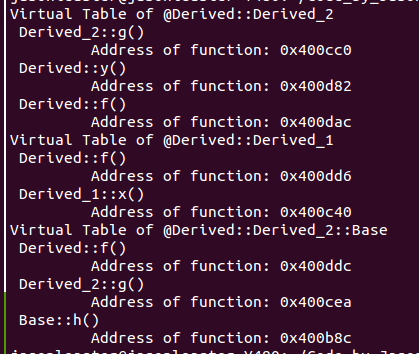 Virtual Table of @Derived::Derived_2
Derived_2::g()
Address of function: 0x400cc0
Derived::y()
Address of function: 0x400d82
Derived::f()
Address of function: 0x400dac
Virtual Table of @Derived::Derived_1
Derived::f()
Address of function: 0x400dd6
Derived_1::x()
Address of function: 0x400c40
Virtual Table of @Derived::Derived_2::Base
Derived::f()
Address of function: 0x400ddc
Derived_2::g()
Address of function: 0x400cea
Base::h()
Address of function: 0x400b8c